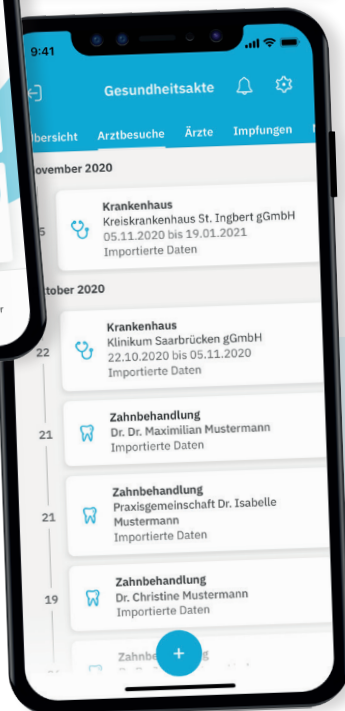 9:41
Gesundheitsakte
Arztbesuche Ärzte Impfungen
2020
Krankenhaus
Kreiskrankenhaus St. Ingbert gGmbH
05.11.2020 bis 19.01.2021
Importierte Daten
2020
22
Krankenhaus
Klinikum Saarbrücken gGmbH
22.10.2020 bis 05.11.2020
Importierte Daten
21
Zahnbehandlung
Dr. Dr. Maximilian Mustermann
Importierte Daten
21
Zahnbehandlung
Praxisgemeinschaft Dr. Isabelle
Mustermann
Importierte Daten
19
Zahnbehandlung
Dr. Christine Mustermann
Importierte Daten
+